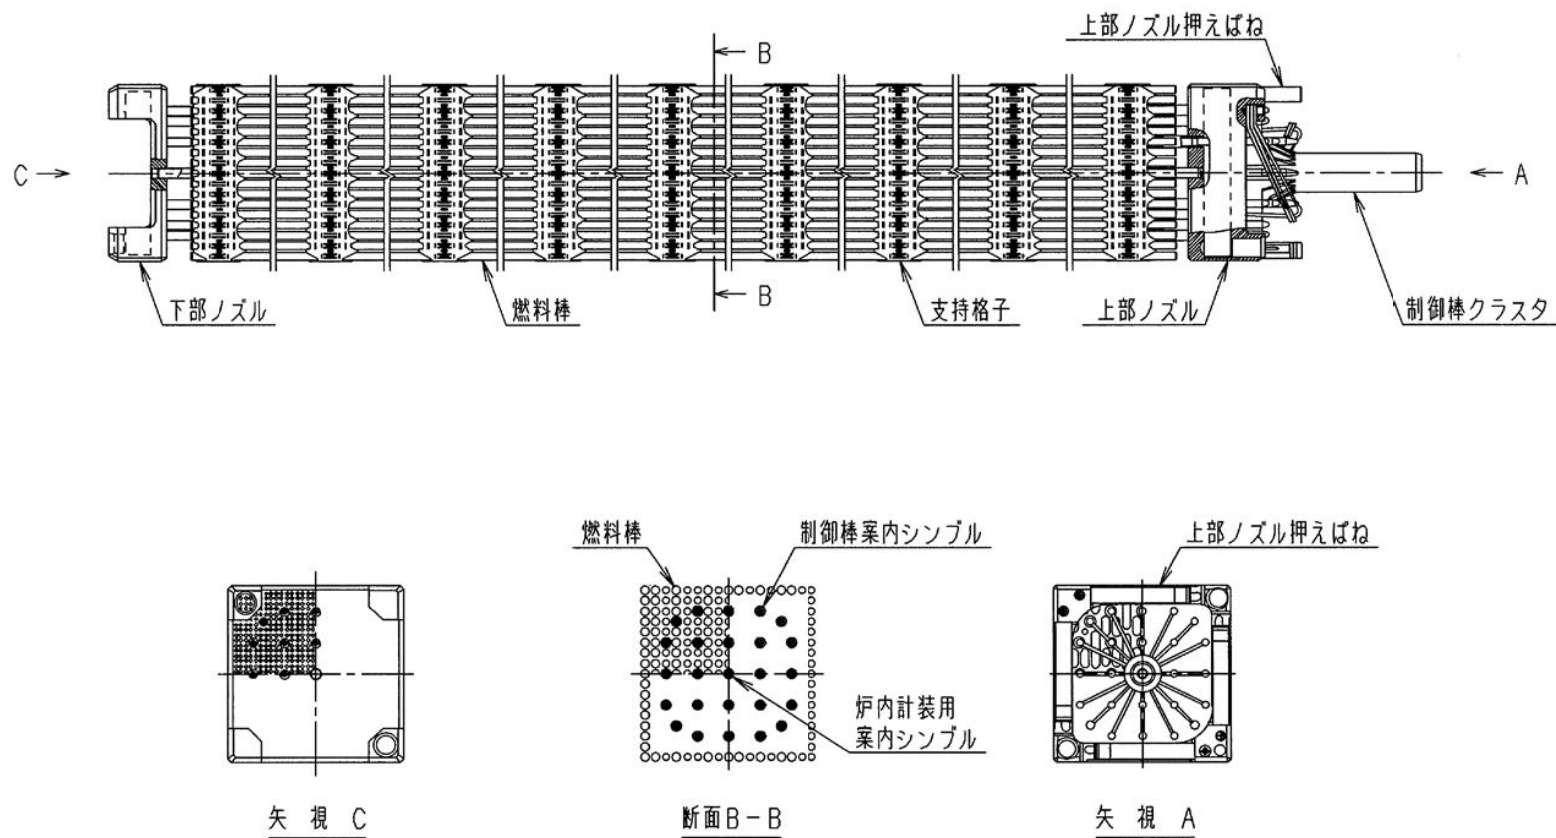 上部ノズル押えばね
B
C
A
B
下部ノズル
燃料棒
支持格子
上部ノズル
制御棒クラスタ
燃料棒
制御棒案内シンブル
上部ノズル押えばね
炉内計装用
案内シンブル
矢 視 C
断面B-B
矢 視 A